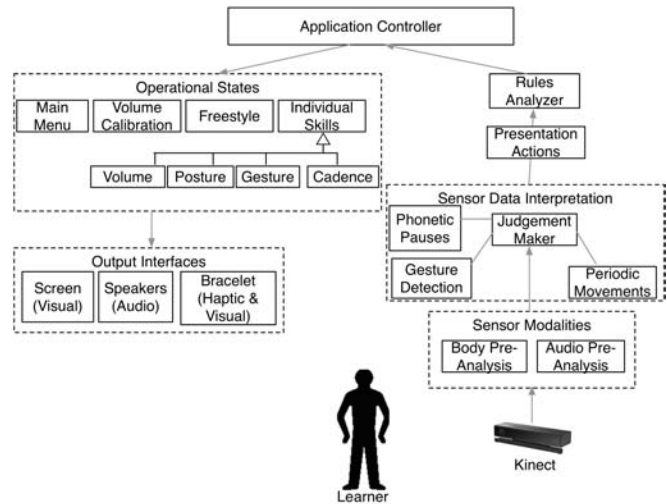 Application Controller
Operational States
Main
Menu
Volume
Calibration
Freestyle
Individual
Skills
Volume
Posture
Gesture
Cadence
Output Interfaces
Screen
(Visual)
Speakers
(Audio)
Bracelet
(Haptic &
Visual)
Rules
Analyzer
Presentation
Actions
Sensor Data Interpretation
Phonetic
Pauses
Judgement
Maker
Gesture
Detection
Periodic
Movements
Sensor Modalities
Body Pre-
Analysis
Audio Pre-
Analysis
Kinect
Learner